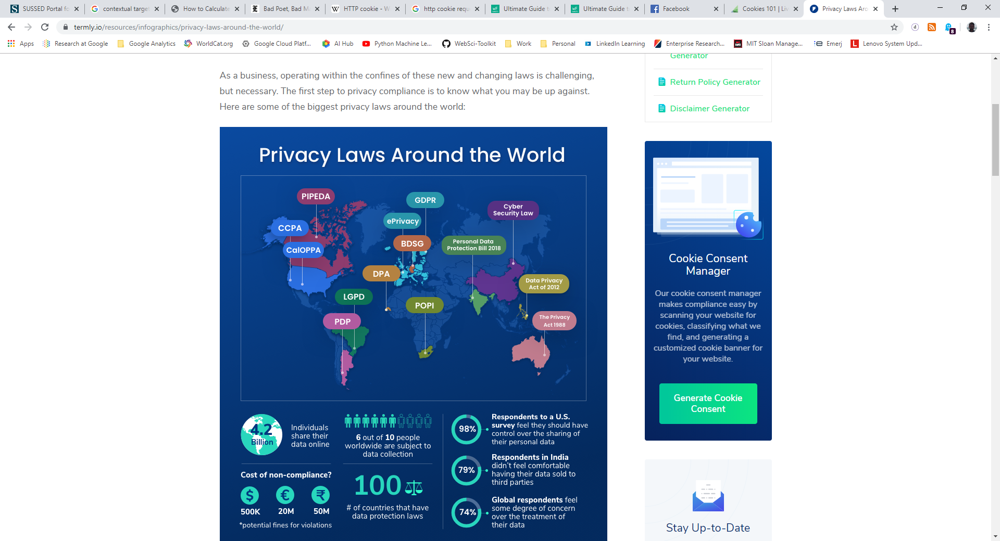 SUSSED Portal fo
contextual target
How to Calculate
Bad Poet, Bad M
HTTP cookie - W
http cookie requ
Ultimate Guide t
Ultimate Guide t
Facebook
Cookies 101 | Liv
Privacy Laws Aro
termly.io/resources/infographics/privacy-laws-around-the-world/
8
Apps
Research at Google
Google Analytics
WorldCat.org
Google Cloud Platf...
AI Hub
Python Machine Le...
WebSci-Toolkit
Work
Personal
LinkedIn Learning
Enterprise Research...
MIT Sloan Manage...
Emerj
Lenovo System Upd...
As a business, operating within the confines of these new and changing laws is challenging,
but necessary. The first step to privacy compliance is to know what you may be up against.
Here are some of the biggest privacy laws around the world:
Privacy Laws Around the World
PIPEDA
GDPR
Cyber
Security Law
ePrivacy
CCPA
BDSG
Personal Data
Protection Bill 2018
CalOPPA
DPA
Data Privacy
Act of 2012
LGPD
POPI
The Privacy
Act 1988
PDP
4.2
Billion
Individuals
share their
data online
6 out of 10 people
worldwide are subject to
data collection
Cost of non-compliance?
$
€
₹
500K
20M
50M
*potential fines for violations
100
# of countries that have
data protection laws
98%
Respondents to a U.S.
survey feel they should have
control over the sharing of
their personal data
79%
Respondents in India
didn't feel comfortable
having their data sold to
third parties
74%
Global respondents feel
some degree of concern
over the treatment of
their data
Generator
Return Policy Generator
Disclaimer Generator
Cookie Consent
Manager
Our cookie consent manager
makes compliance easy by
scanning your website for
cookies, classifying what we
find, and generating a
customized cookie banner for
your website.
Generate Cookie
Consent
Stay Up-to-Date